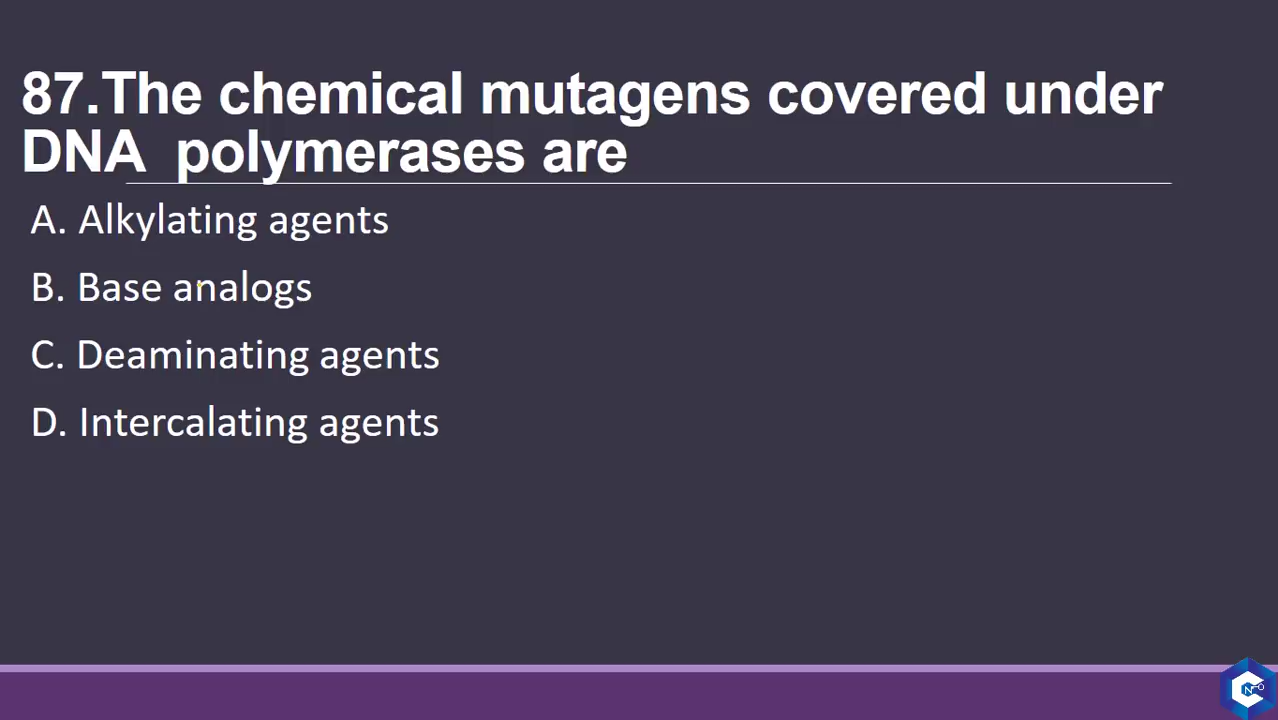 87.The chemical mutagens covered under
DNA polymerases are
A. Alkylating agents
B. Base analogs
C. Deaminating agents
D. Intercalating agents